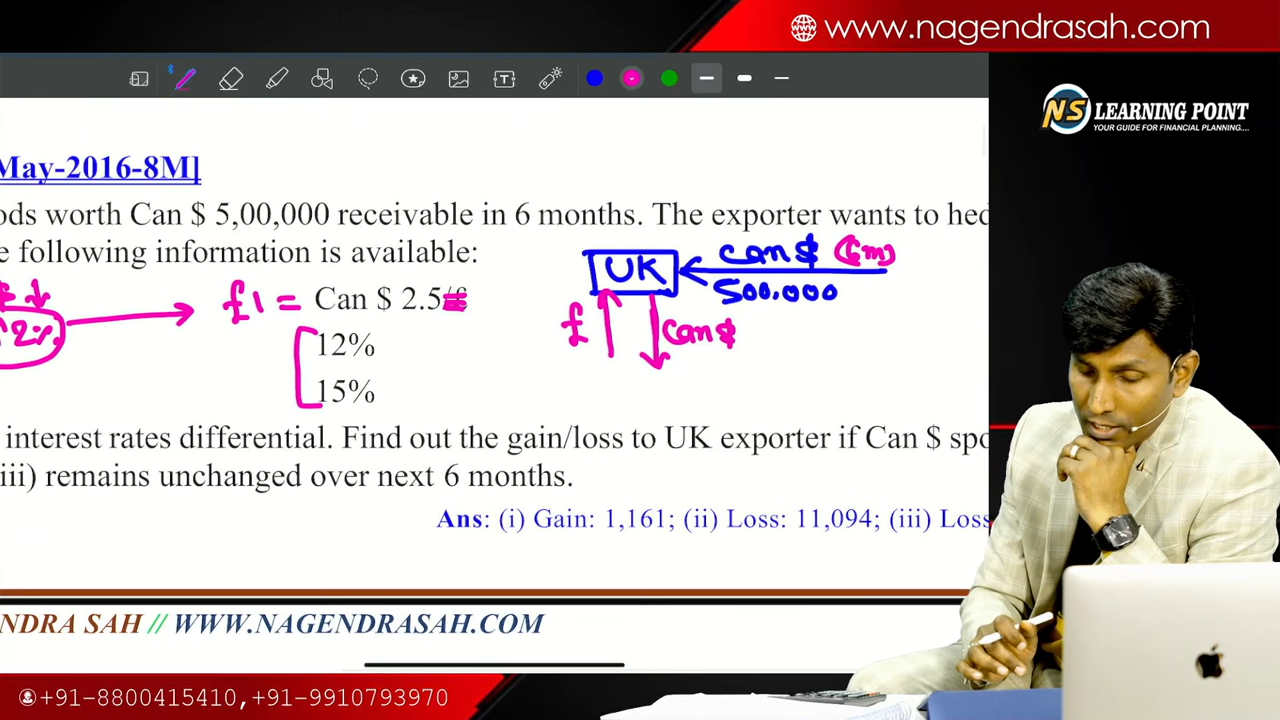 www.nagendrasah.com
NS LEARNING POINT
YOUR GUIDE FOR FINANCIAL PLANNING....
May-2016-8M]
ods worth Can $ 5,00,000 receivable in 6 months. The exporter wants to hed
e following information is available:
UK Can $ (6m)
500,000
£ Can $
2%
£1 = Can $ 2.5/£
12%
15%
interest rates differential. Find out the gain/loss to UK exporter if Can $ spo
iii) remains unchanged over next 6 months.
Ans: (i) Gain: 1,161; (ii) Loss: 11,094; (iii) Loss
NDRA SAH // WWW.NAGENDRASAH.COM
+91-8800415410,+91-9910793970